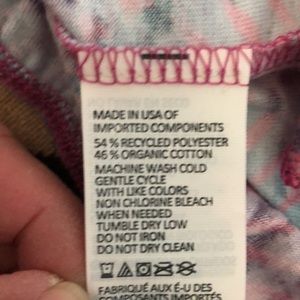 MADE IN USA OF
IMPORTED COMPONENTS
54 % RECYCLED POLYESTER
46 % ORGANIC COTTON
MACHINE WASH COLD
GENTLE CYCLE
WITH LIKE COLORS
NON CHLORINE BLEACH
WHEN NEEDED
TUMBLE DRY LOW
DO NOT IRON
DO NOT DRY CLEAN
FABRIQUÉ AUX É-U DES
COMPOSANTS IMPORTÉS